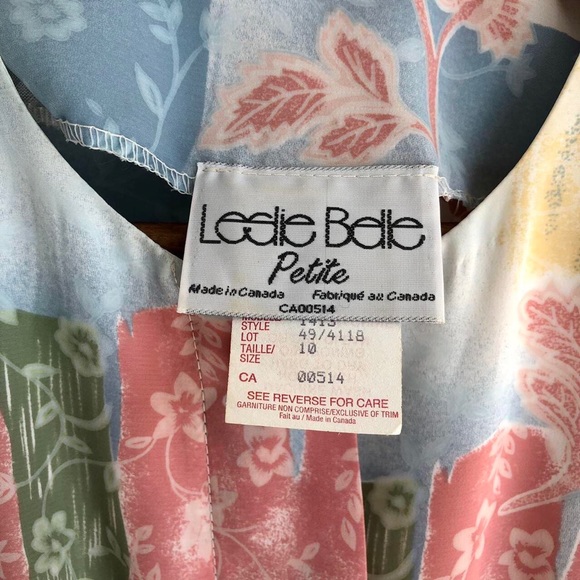 Leslie Belle
Petite
Made in Canada Fabriqué au Canada
CA00514
STYLE 1413
LOT 49/4118
TAILLE/ 10
SIZE
CA 00514
SEE REVERSE FOR CARE
GARNITURE NON COMPRISE/EXCLUSIVE OF TRIM
Fait au / Made in Canada